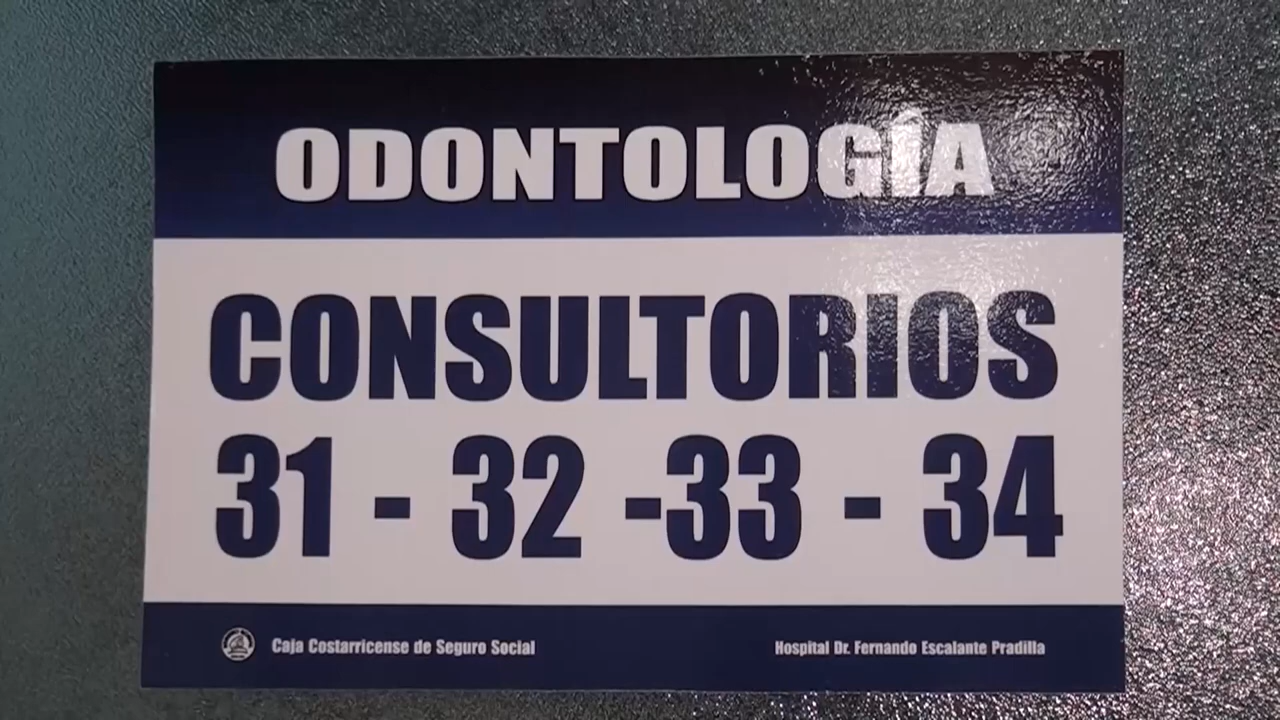 ODONTOLOGÍA
CONSULTORIOS
31 - 32 -33 - 34
Caja Costarricense de Seguro Social
Hospital Dr. Fernando Escalante Pradilla